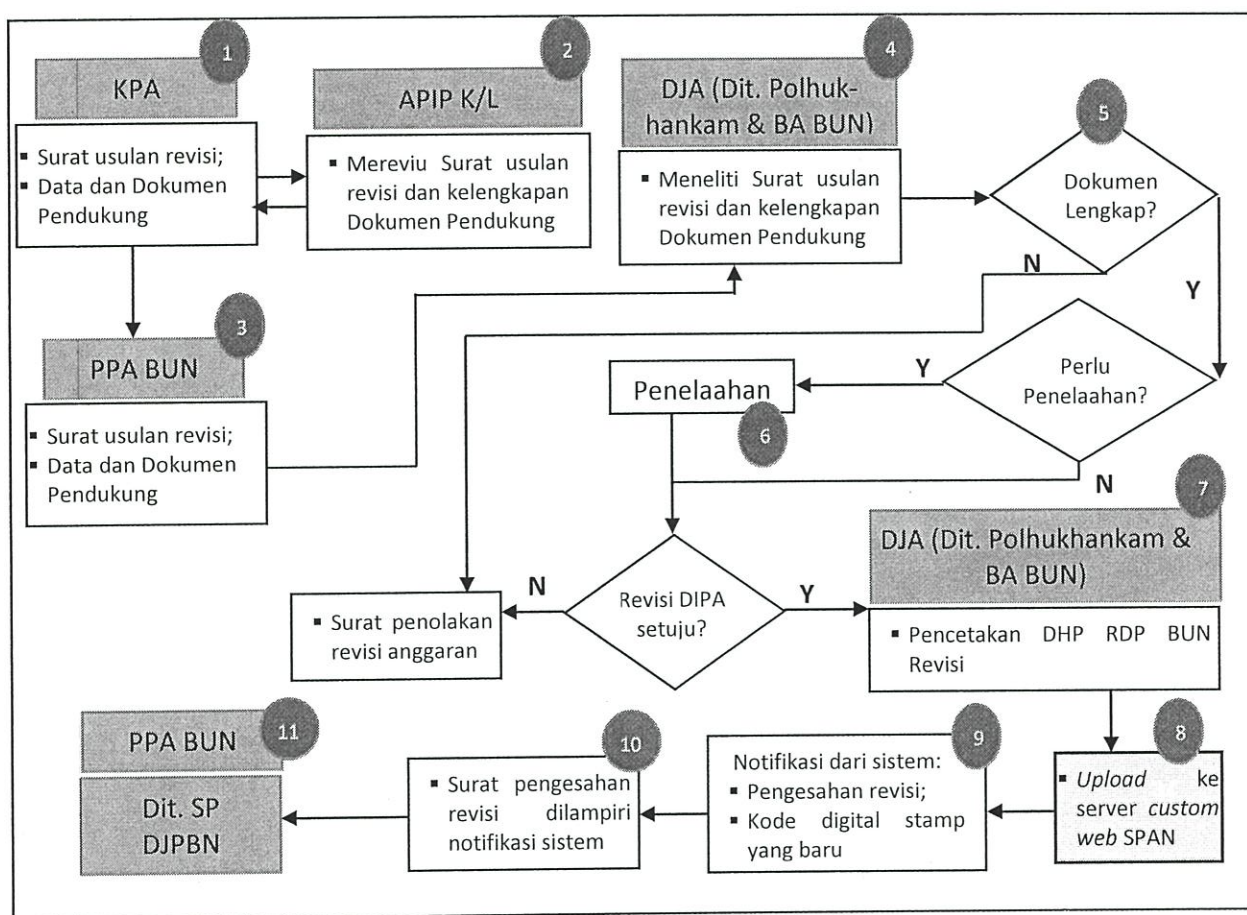 1
KPA
▪ Surat usulan revisi;
▪ Data dan Dokumen
Pendukung
2
APIP K/L
▪ Mereviu Surat usulan
revisi dan kelengkapan
Dokumen Pendukung
3
PPA BUN
▪ Surat usulan revisi;
▪ Data dan Dokumen
Pendukung
4
DJA (Dit. Polhuk-
hankam & BA BUN)
▪ Meneliti Surat usulan
revisi dan kelengkapan
Dokumen Pendukung
5
Dokumen
Lengkap?
N
Y
Perlu
Penelaahan?
Y
N
Penelaahan
6
Revisi DIPA
setuju?
N
Y
▪ Surat penolakan
revisi anggaran
7
DJA (Dit. Polhukhankam &
BA BUN)
▪ Pencetakan DHP RDP BUN
Revisi
8
▪ Upload ke
server custom
web SPAN
9
Notifikasi dari sistem:
▪ Pengesahan revisi;
▪ Kode digital stamp
yang baru
10
▪ Surat pengesahan
revisi dilampiri
notifikasi sistem
11
PPA BUN
Dit. SP
DJPBN